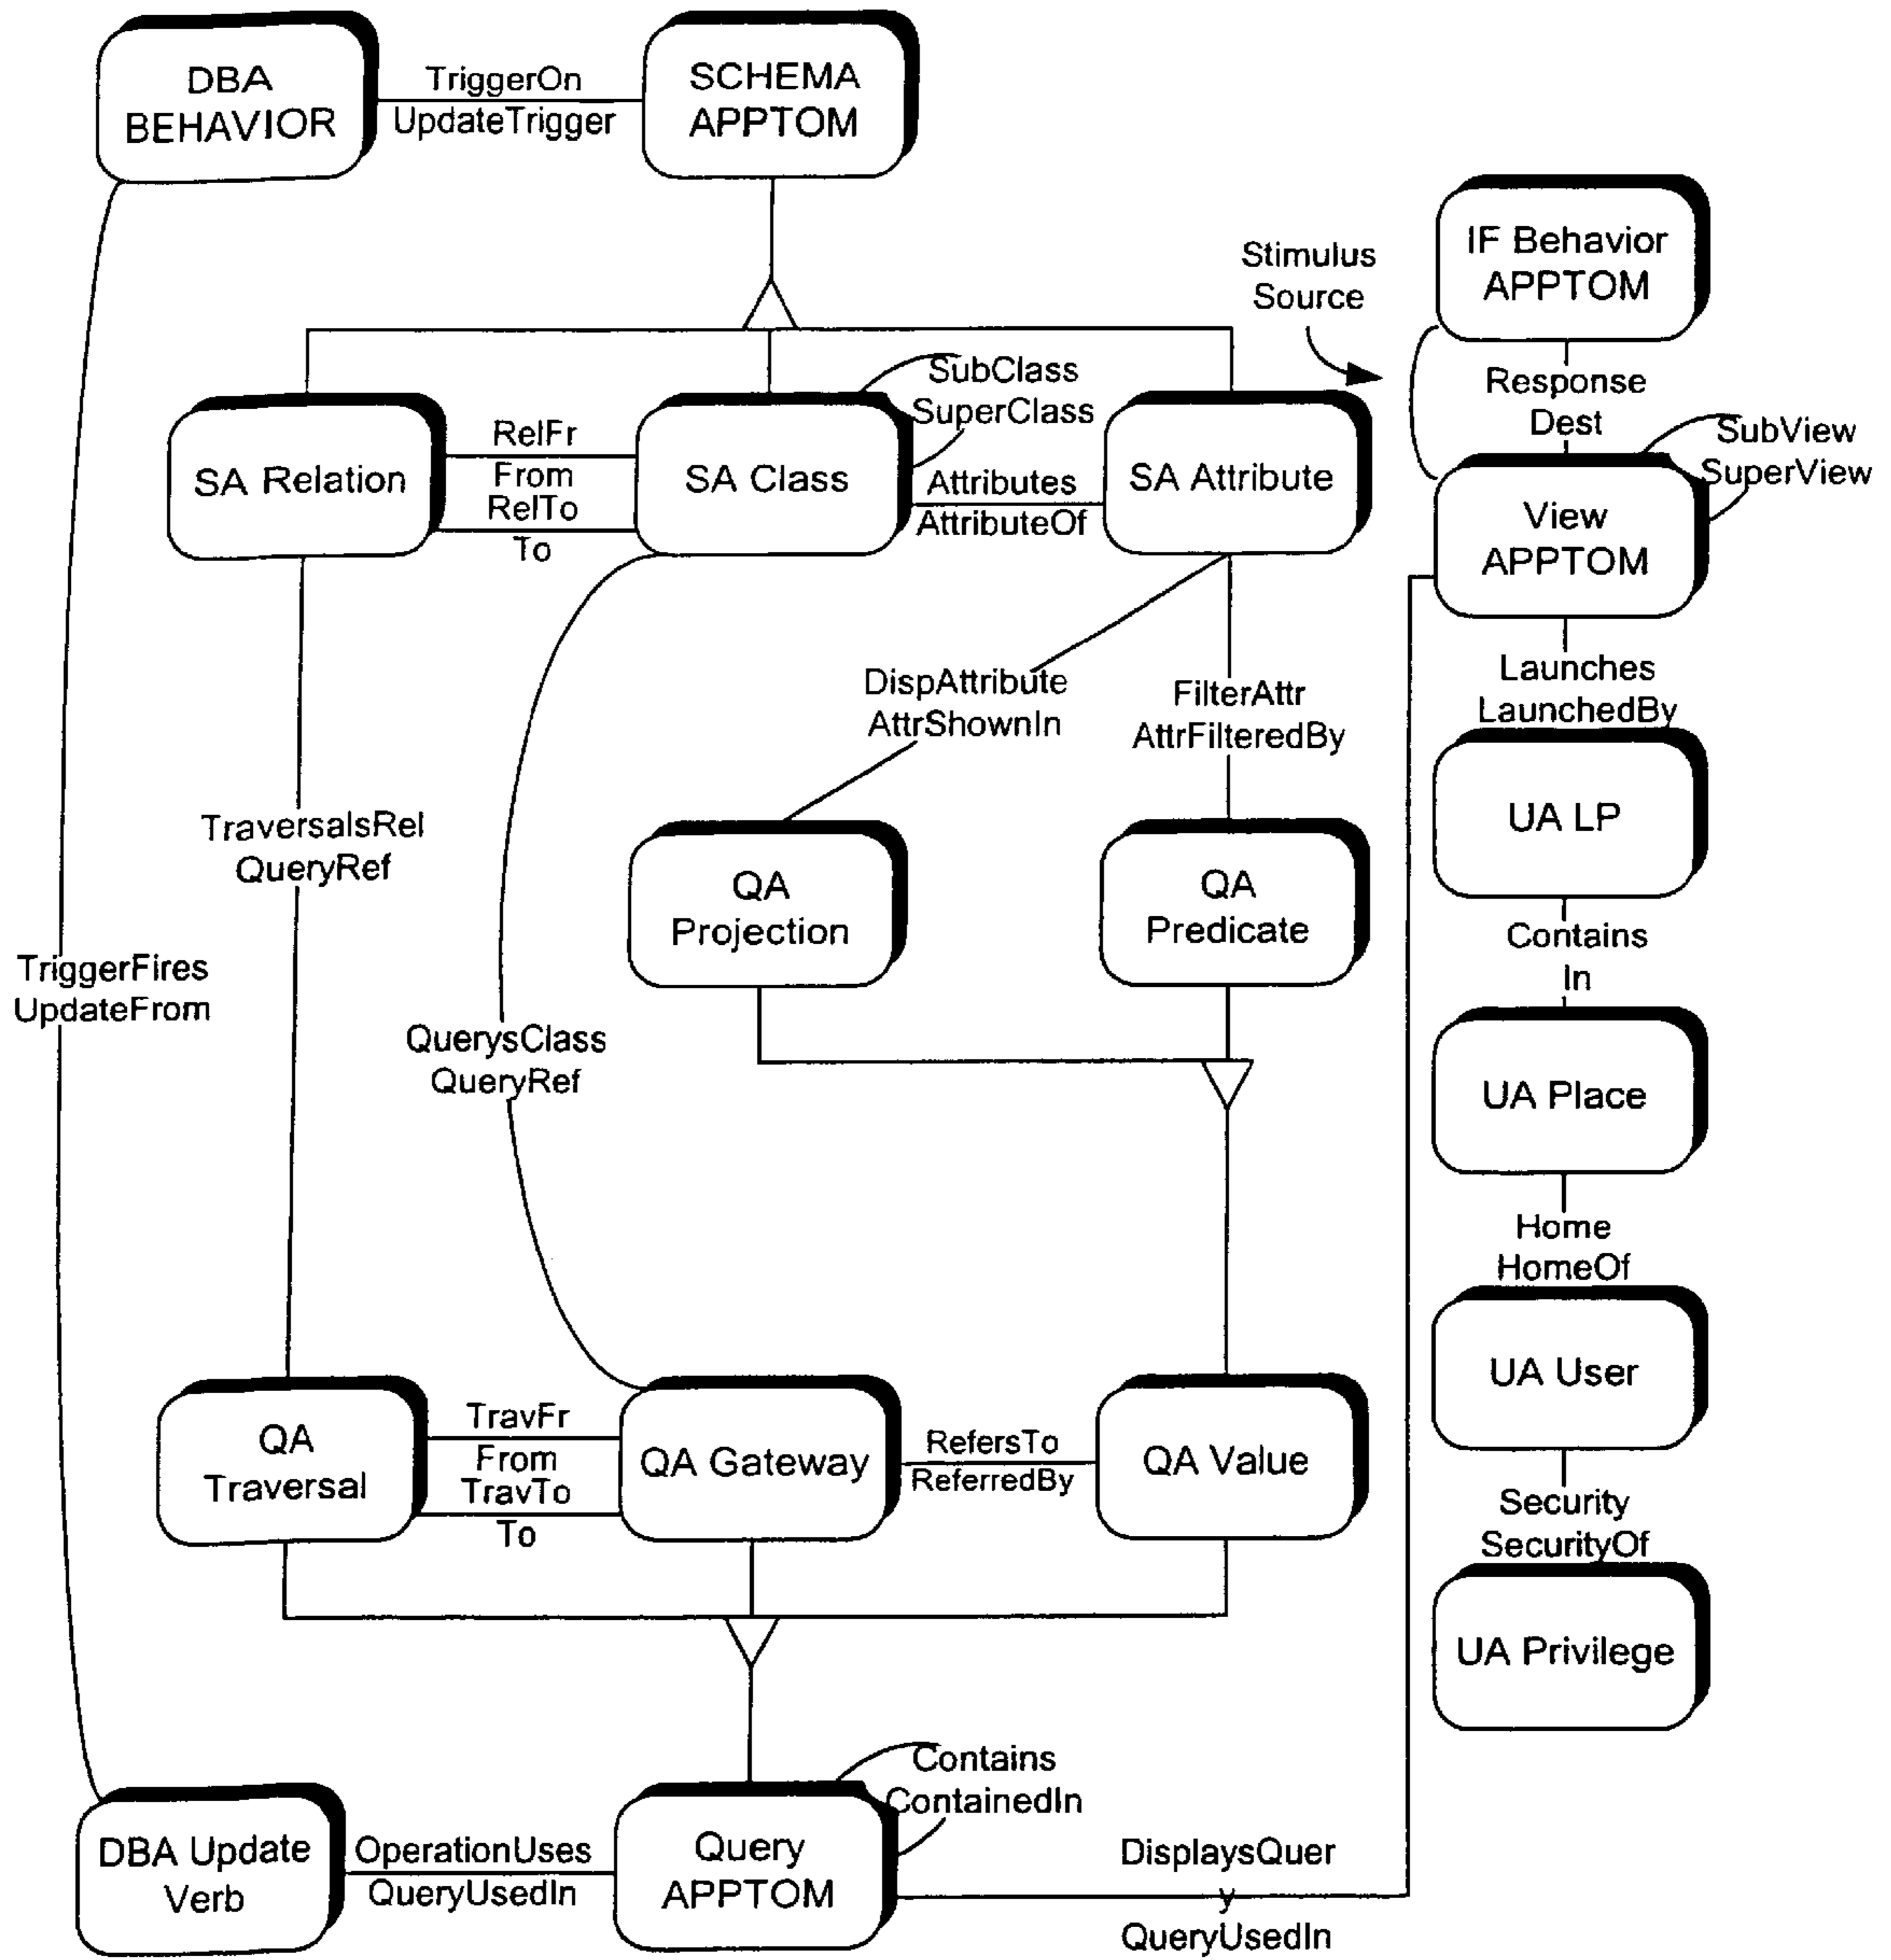 DBA
BEHAVIOR
TriggerOn
UpdateTrigger
SCHEMA
APPTOM
IF Behavior
APPTOM
Stimulus
Source
Response
Dest
SubClass
SuperClass
SubView
SuperView
SA Relation
RelFr
From
RelTo
To
SA Class
Attributes
AttributeOf
SA Attribute
View
APPTOM
DispAttribute
AttrShownIn
FilterAttr
AttrFilteredBy
Launches
LaunchedBy
TraversalsRel
QueryRef
QA
Projection
QA
Predicate
UA LP
Contains
In
TriggerFires
UpdateFrom
QuerysClass
QueryRef
UA Place
Home
HomeOf
QA
Traversal
TravFr
From
TravTo
To
QA Gateway
RefersTo
ReferredBy
QA Value
UA User
Security
SecurityOf
UA Privilege
Contains
ContainedIn
DBA Update
Verb
OperationUses
QueryUsedIn
Query
APPTOM
DisplaysQuer
y
QueryUsedIn